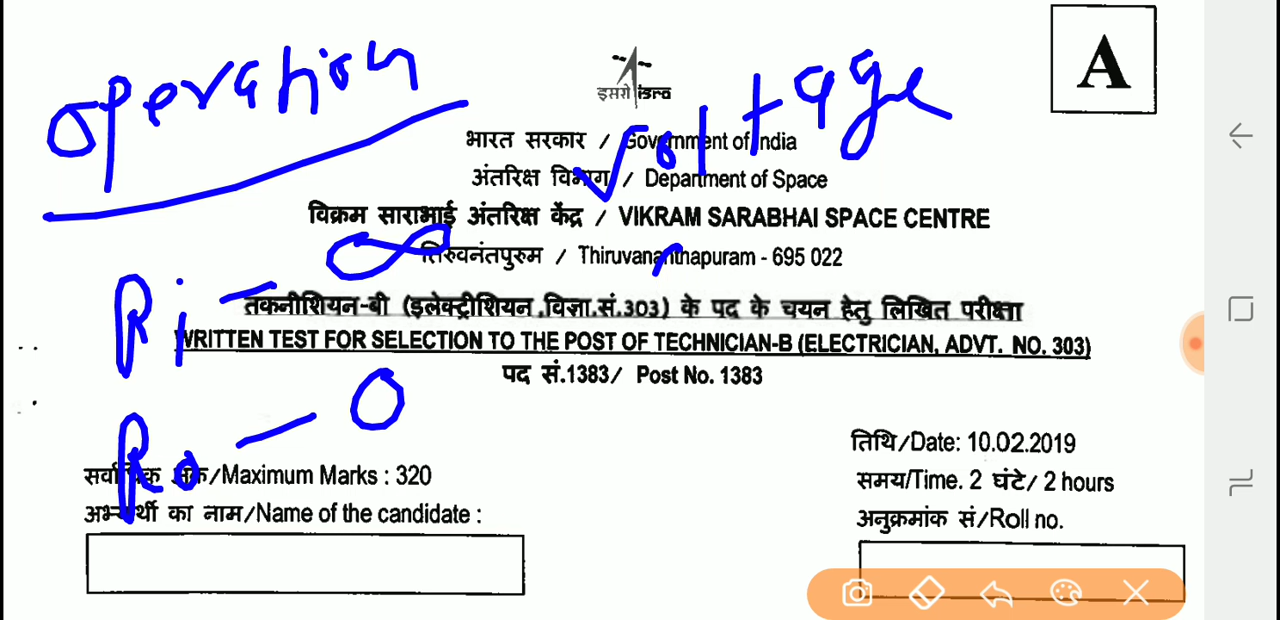 A
operation
voltage
इसरो isro
भारत सरकार / Government of India
अंतरिक्ष विभाग / Department of Space
विक्रम साराभाई अंतरिक्ष केंद्र / VIKRAM SARABHAI SPACE CENTRE
तिरुवनंतपुरुम / Thiruvananthapuram - 695 022
Ri - ∞
तकनीशियन-बी (इलेक्ट्रीशियन ,विज्ञा.सं.303) के पद के चयन हेतु लिखित परीक्षा
WRITTEN TEST FOR SELECTION TO THE POST OF TECHNICIAN-B (ELECTRICIAN, ADVT. NO. 303)
पद सं.1383/ Post No. 1383
Ro - 0
तिथि/Date: 10.02.2019
सर्वाधिक अंक/Maximum Marks : 320
समय/Time. 2 घंटे/ 2 hours
अभ्यर्थी का नाम/Name of the candidate :
अनुक्रमांक सं/Roll no.